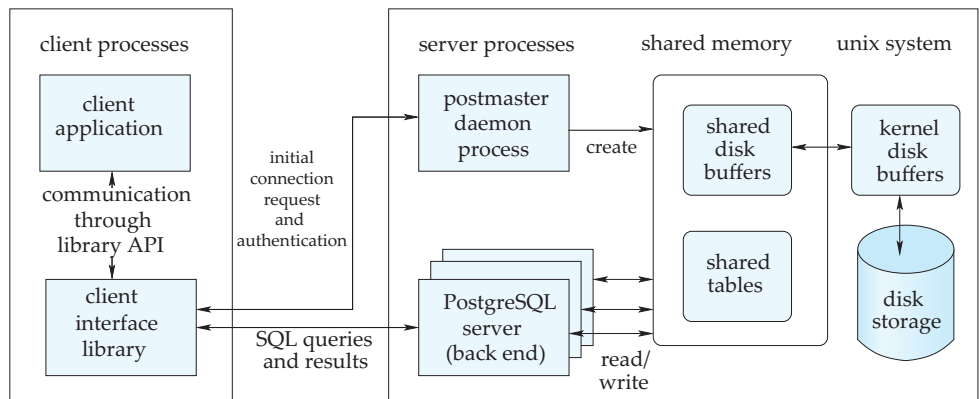 client processes
client
application
communication
through
library API
client
interface
library
initial
connection
request
and
authentication
SQL queries
and results
server processes
postmaster
daemon
process
create
PostgreSQL
server
(back end)
read/
write
shared memory
shared
disk
buffers
shared
tables
unix system
kernel
disk
buffers
disk
storage